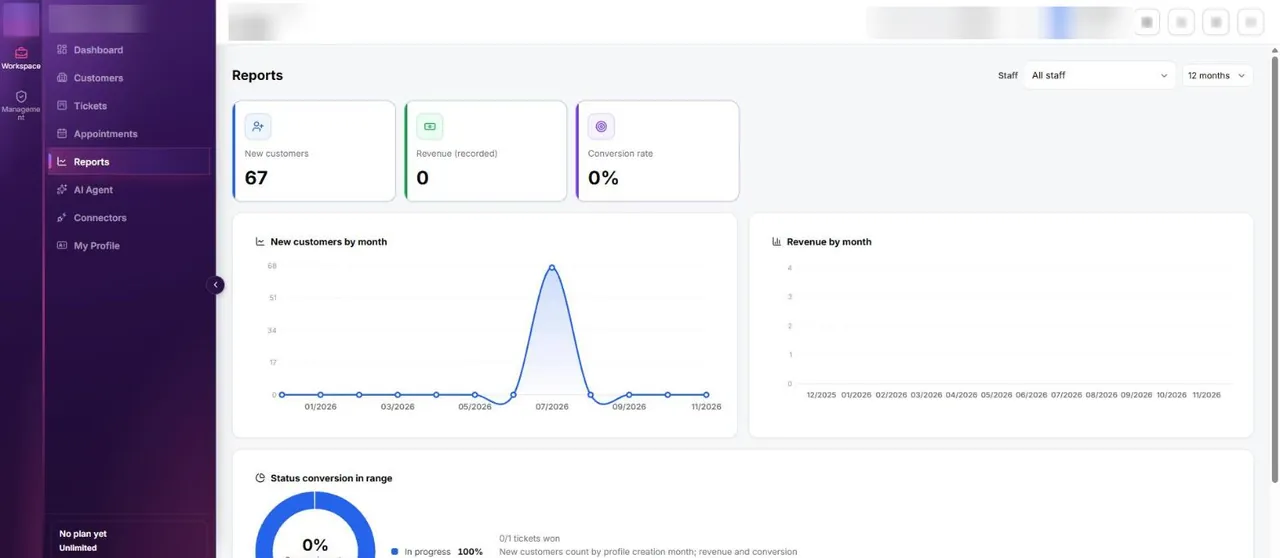 Workspace
Manageme
nt
Dashboard
Customers
Tickets
Appointments
Reports
AI Agent
Connectors
My Profile
No plan yet
Unlimited
Reports
Staff
All staff
12 months
New customers
67
Revenue (recorded)
0
Conversion rate
0%
New customers by month
68
51
34
17
0
01/2026 03/2026 05/2026 07/2026 09/2026 11/2026
Revenue by month
4
3
2
1
0
12/2025 01/2026 02/2026 03/2026 04/2026 05/2026 06/2026 07/2026 08/2026 09/2026 10/2026 11/2026
Status conversion in range
0%
In progress 100%
0/1 tickets won
New customers count by profile creation month; revenue and conversion